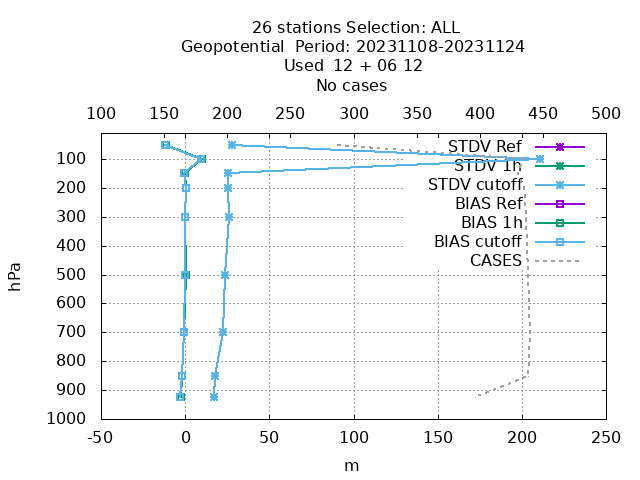 26 stations Selection: ALL
Geopotential  Period: 20231108-20231124
Used  12 + 06 12
No cases
100 150 200 250 300 350 400 450 500
STDV Ref
STDV 1h
STDV cutoff
BIAS Ref
BIAS 1h
BIAS cutoff
CASES
100
200
300
400
500
600
700
800
900
1000
hPa
-50 0 50 100 150 200 250
m